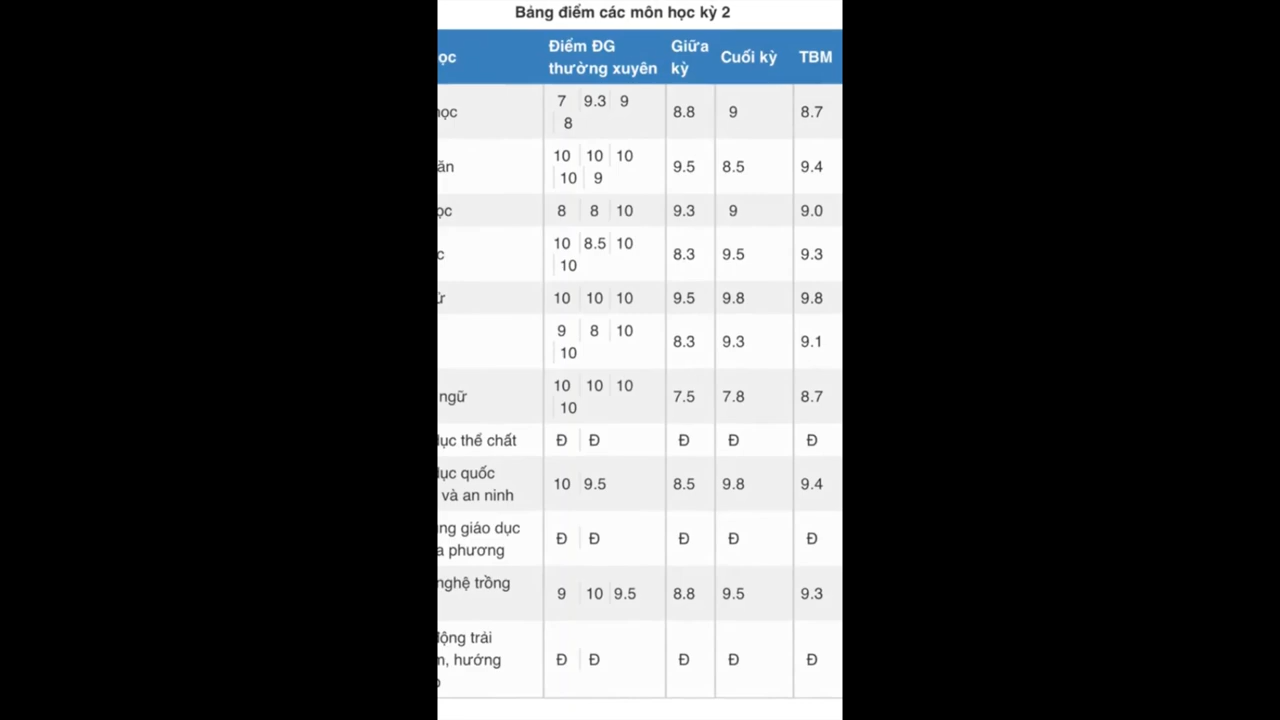 Bảng điểm các môn học kỳ 2
ọc Điểm ĐG thường xuyên Giữa kỳ Cuối kỳ TBM
học 7 9.3 9 8 8.8 9 8.7
ăn 10 10 10 10 9 9.5 8.5 9.4
ọc 8 8 10 9.3 9 9.0
c 10 8.5 10 10 8.3 9.5 9.3
ử 10 10 10 9.5 9.8 9.8
9 8 10 10 8.3 9.3 9.1
ngữ 10 10 10 10 7.5 7.8 8.7
dục thể chất Đ Đ Đ Đ Đ
dục quốc và an ninh 10 9.5 8.5 9.8 9.4
ung giáo dục a phương Đ Đ Đ Đ Đ
nghệ trồng 9 10 9.5 8.8 9.5 9.3
động trải m, hướng Đ Đ Đ Đ Đ